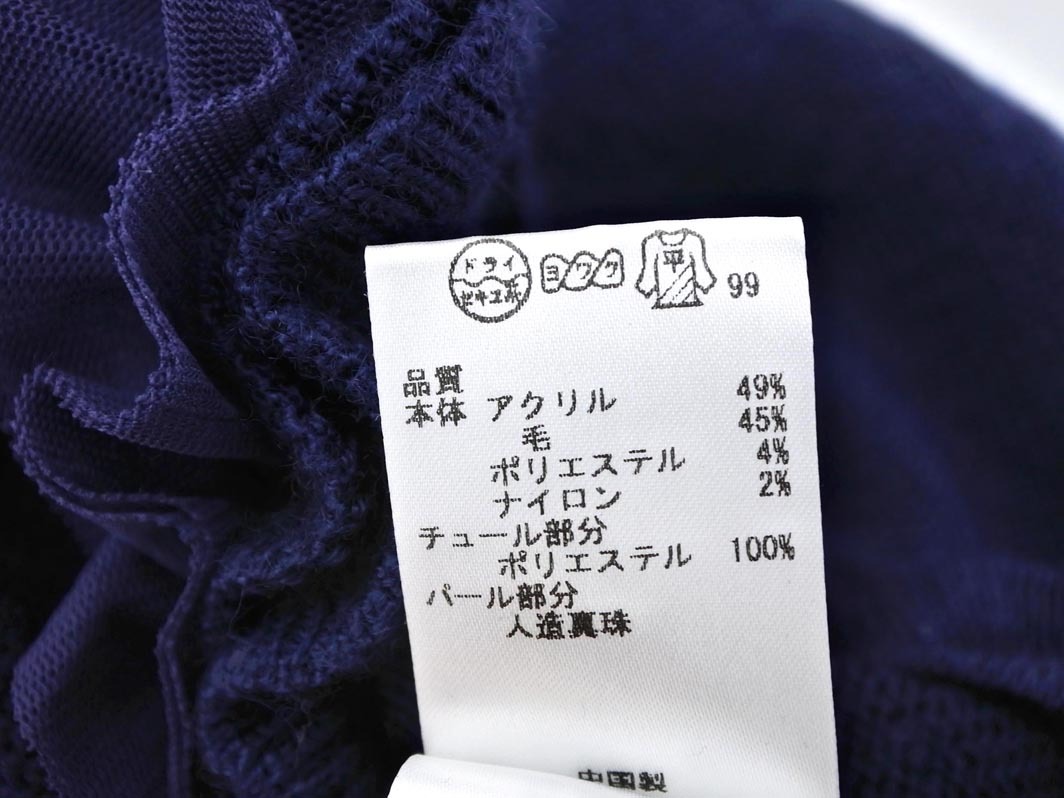 ドライ
セキユ系
ヨワク
平
99
品質
本体 アクリル 49%
毛 45%
ポリエステル 4%
ナイロン 2%
チュール部分
ポリエステル 100%
パール部分
人造真珠
中国製